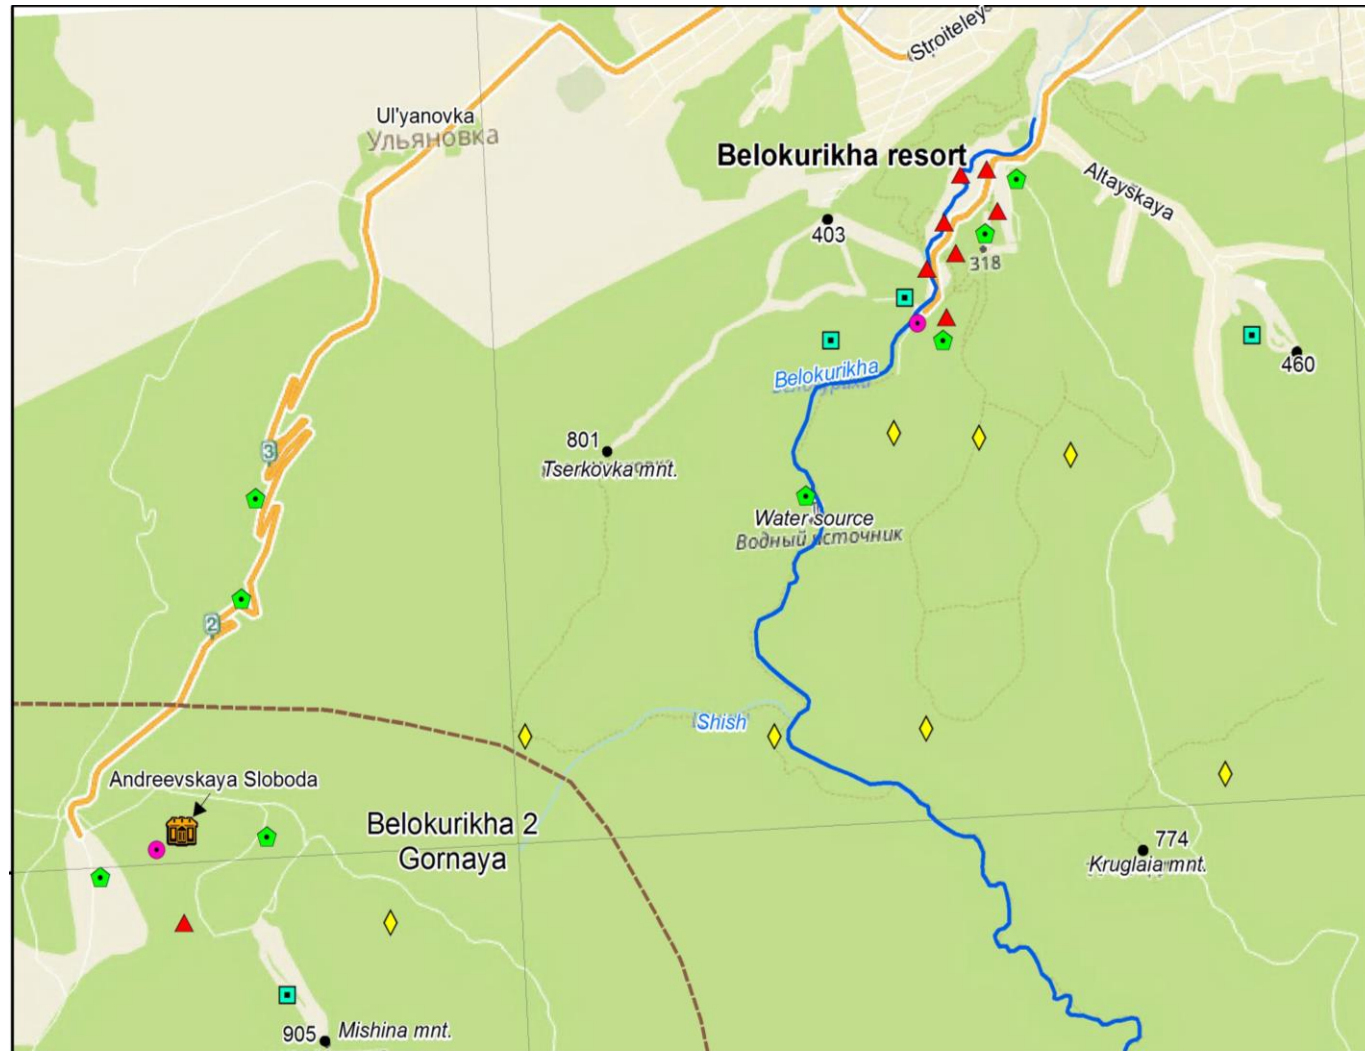 (Stroiteley
Ul'yanovka
Ульяновка
Belokurikha resort
Altayskaya
403
318
460
Belokurikha
801
Tserkovka mnt.
3
Water source
Водный источник
2
Shish
Andreevskaya Sloboda
Belokurikha 2
Gornaya
774
Kruglaia mnt.
905
Mishina mnt.